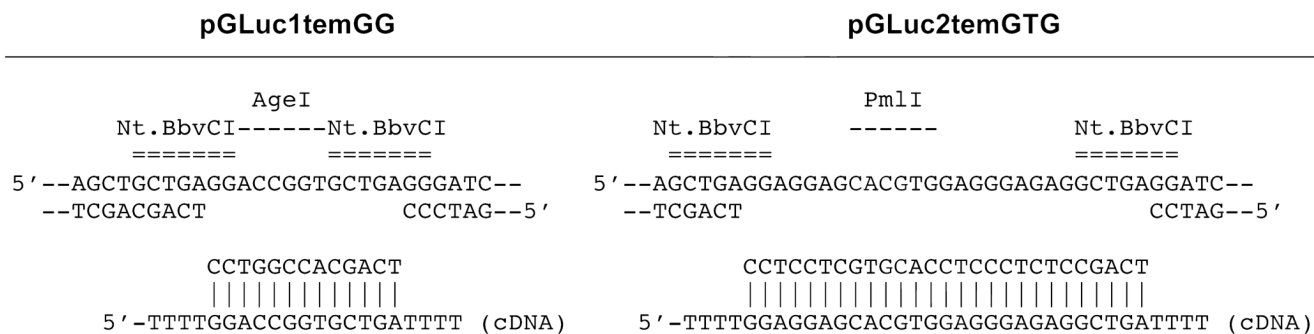 pGLuc1temGG pGLuc2temGTG
AgeI PmlI
Nt.BbvCI------Nt.BbvCI Nt.BbvCI ------ Nt.BbvCI
======= ======= ======= =======
5′--AGCTGCTGAGGACCGGTGCTGAGGGATC-- 5′--AGCTGAGGAGGAGCACGTGGAGGGAGAGGCTGAGGATC--
--TCGACGACT CCCTAG--5′ --TCGACT CCTAG--5′
CCTGGCCACGACT CCTCCTCGTGCACCTCCCTCTCCGACT
||||||||||||| |||||||||||||||||||||||||||
5′-TTTTGGACCGGTGCTGATTTT (cDNA) 5′-TTTTGGAGGAGCACGTGGAGGGAGAGGCTGATTTT (cDNA)